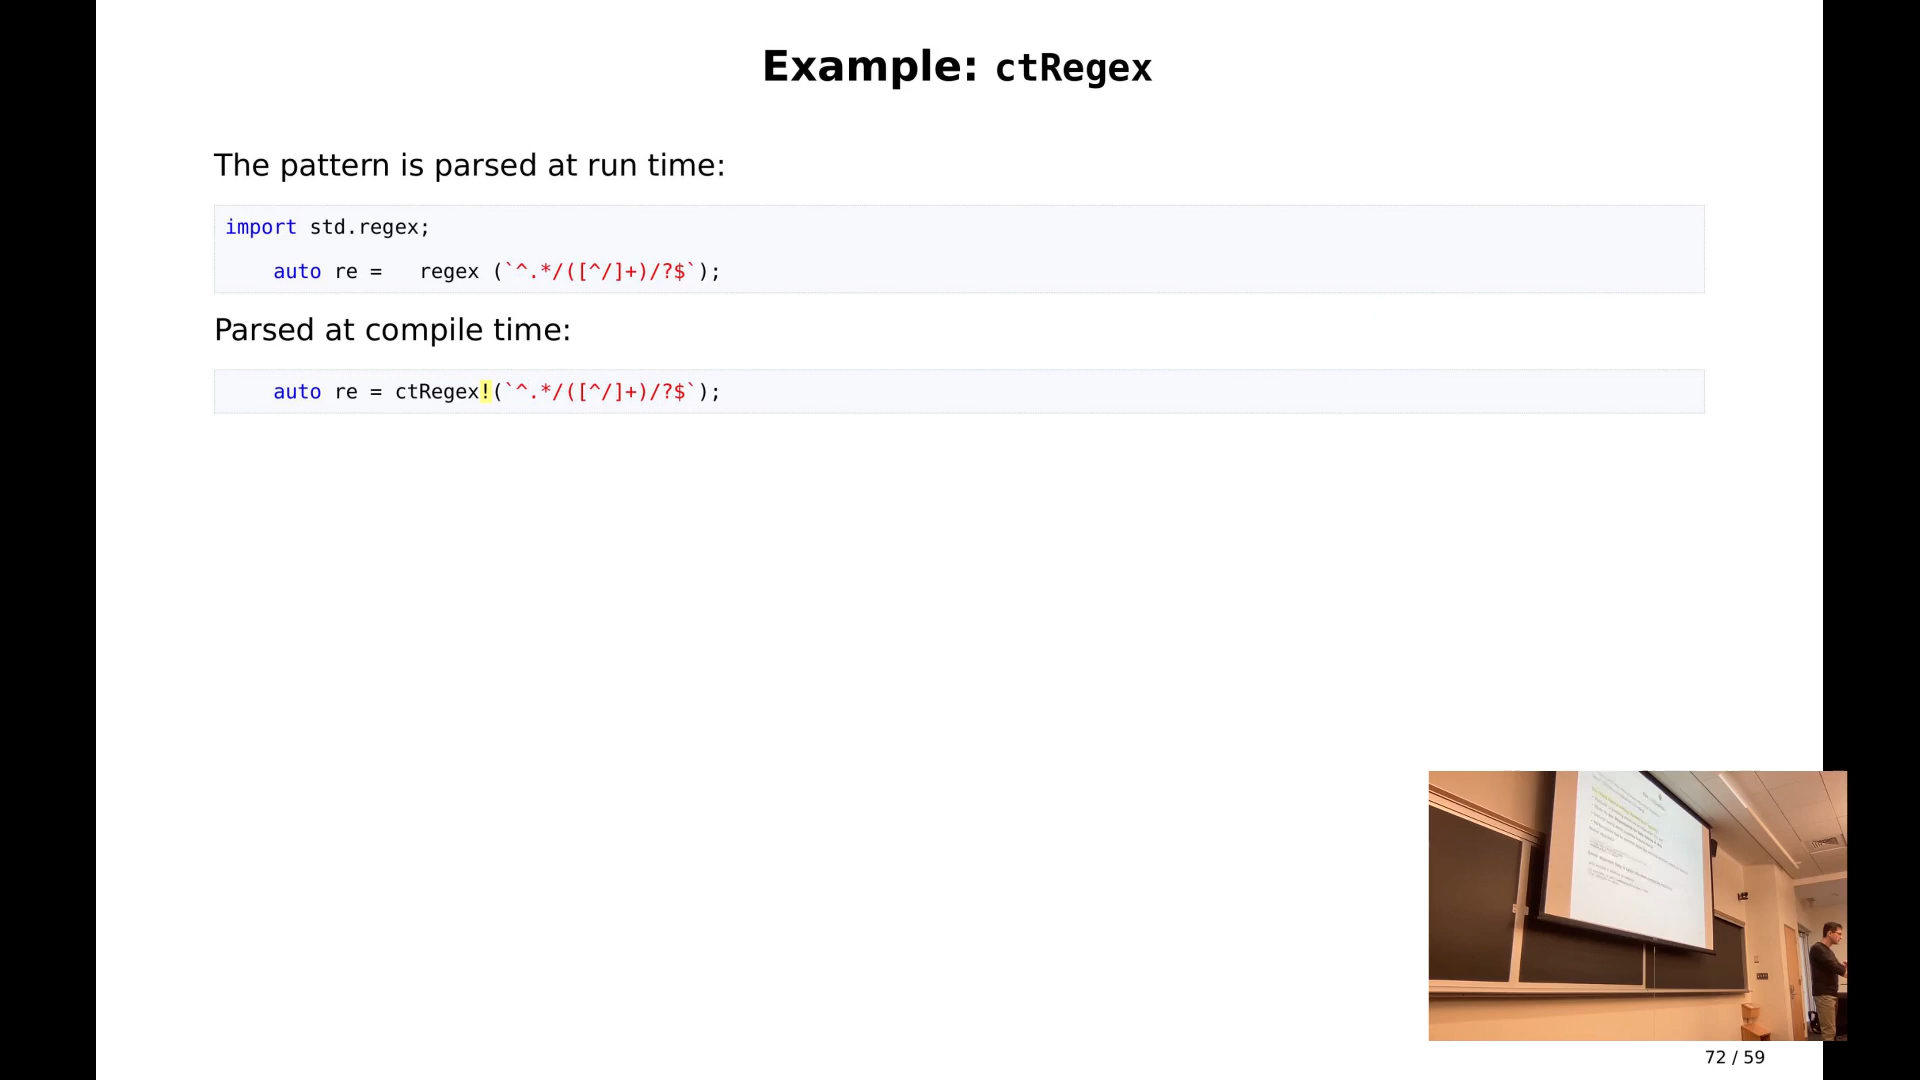 Example: ctRegex
The pattern is parsed at run time:
import std.regex;
auto re =   regex (`^.*/([^/]+)/?$`);
Parsed at compile time:
auto re = ctRegex!(`^.*/([^/]+)/?$`);
72 / 59